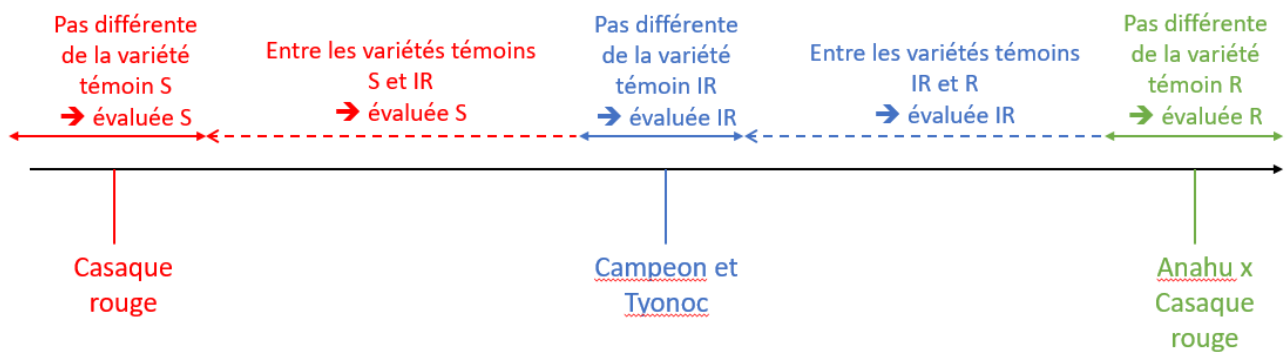 Pas différente
de la variété
témoin S
➔ évaluée S
Entre les variétés témoins
S et IR
➔ évaluée S
Pas différente
de la variété
témoin IR
➔ évaluée IR
Entre les variétés témoins
IR et R
➔ évaluée IR
Pas différente
de la variété
témoin R
➔ évaluée R
Casaque
rouge
Campeon et
Tyonoc
Anahu x
Casaque
rouge